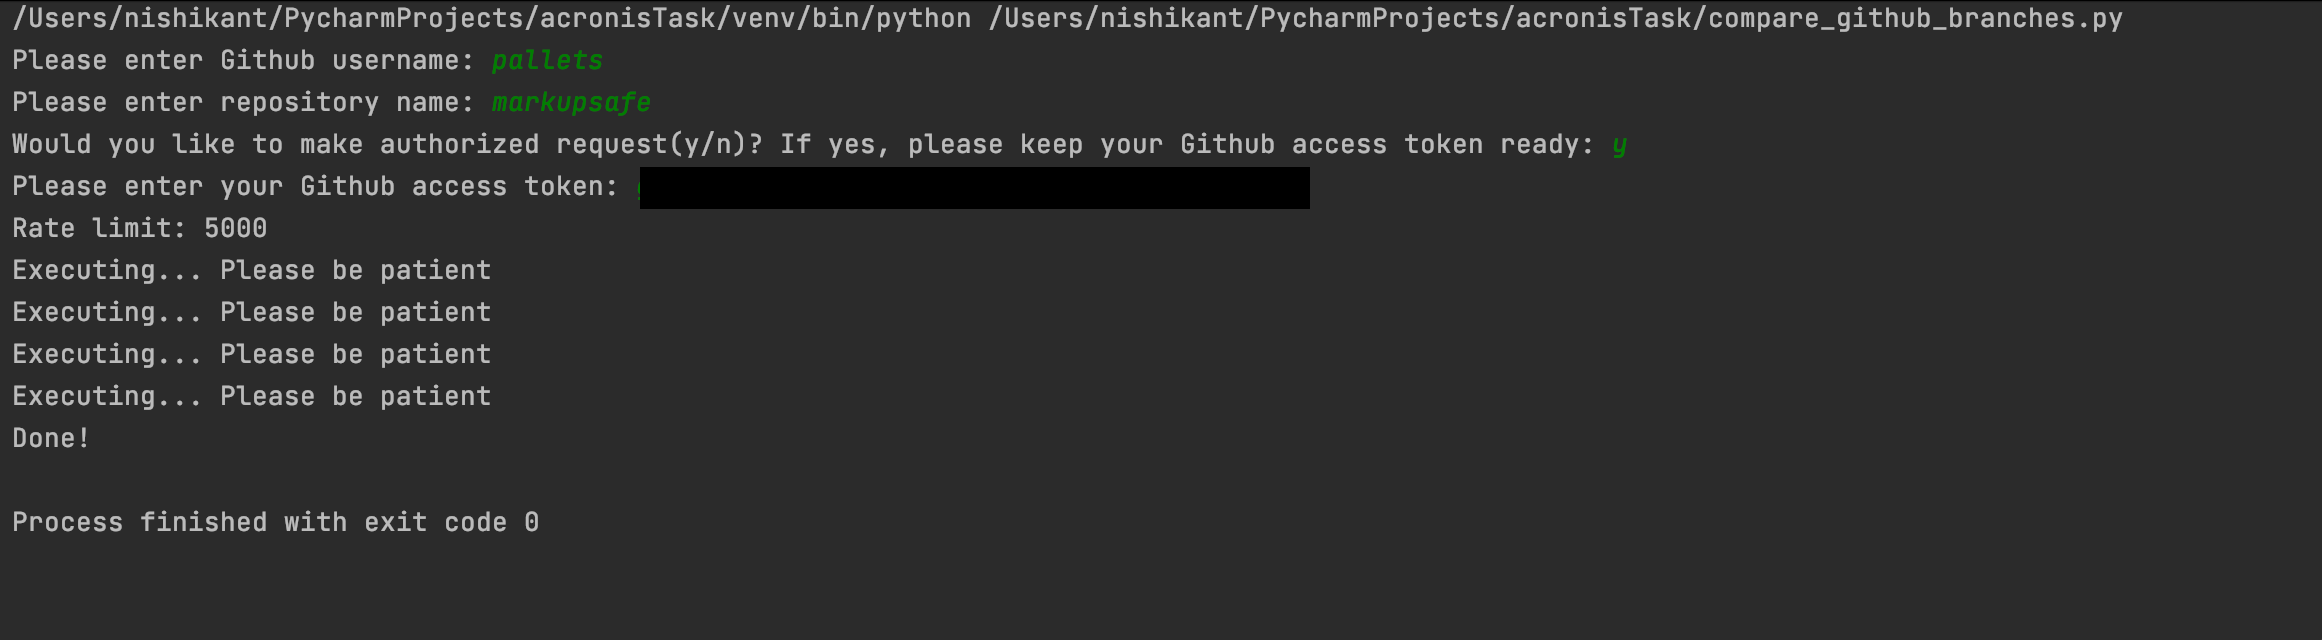 /Users/nishikant/PycharmProjects/acronisTask/venv/bin/python /Users/nishikant/PycharmProjects/acronisTask/compare_github_branches.py
Please enter Github username: pallets
Please enter repository name: markupsafe
Would you like to make authorized request(y/n)? If yes, please keep your Github access token ready: y
Please enter your Github access token:
Rate limit: 5000
Executing... Please be patient
Executing... Please be patient
Executing... Please be patient
Executing... Please be patient
Done!
Process finished with exit code 0